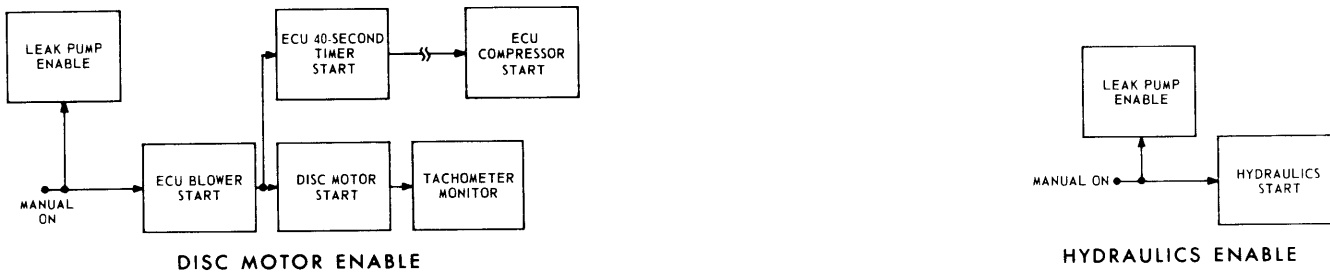 LEAK PUMP
ENABLE
ECU 40-SECOND
TIMER
START
ECU
COMPRESSOR
START
MANUAL
ON
ECU BLOWER
START
DISC MOTOR
START
TACHOMETER
MONITOR
DISC MOTOR ENABLE
LEAK PUMP
ENABLE
MANUAL ON
HYDRAULICS
START
HYDRAULICS ENABLE